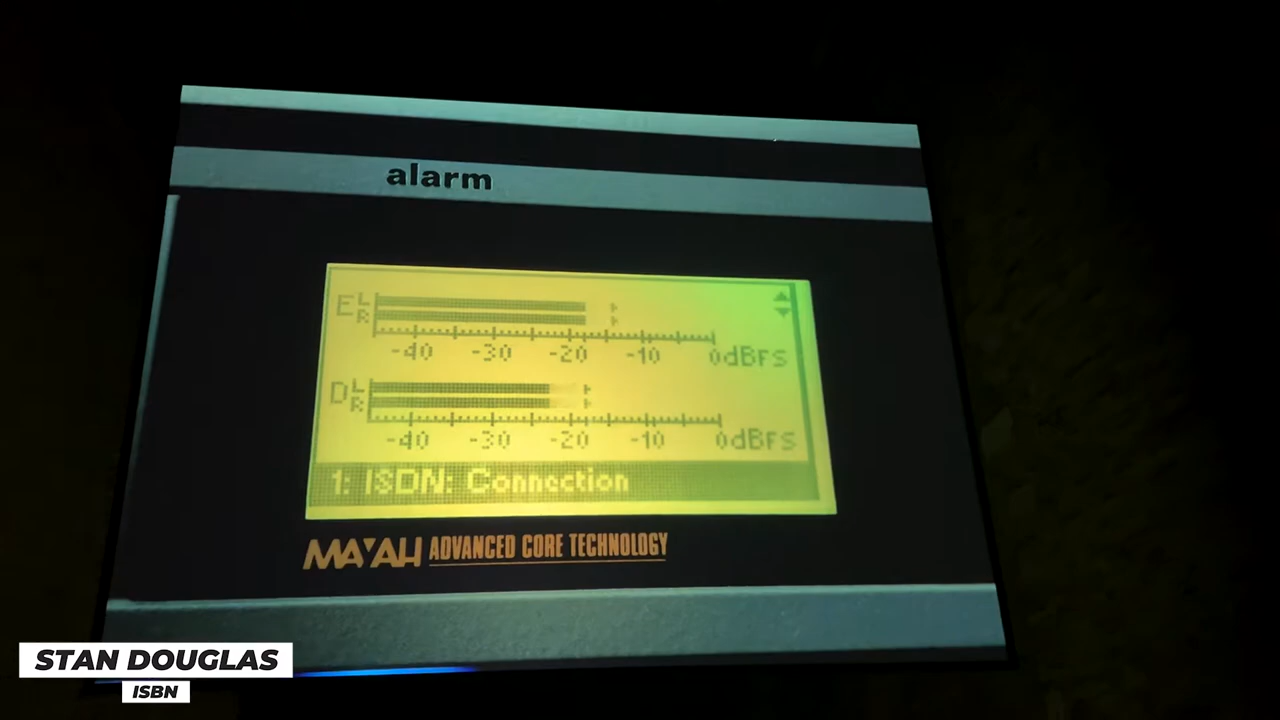 alarm
E L
R
-40 -30 -20 -10 0dBFS
D L
R
-40 -30 -20 -10 0dBFS
1: ISDN: Connection
MAYAH ADVANCED CORE TECHNOLOGY
STAN DOUGLAS
ISBN